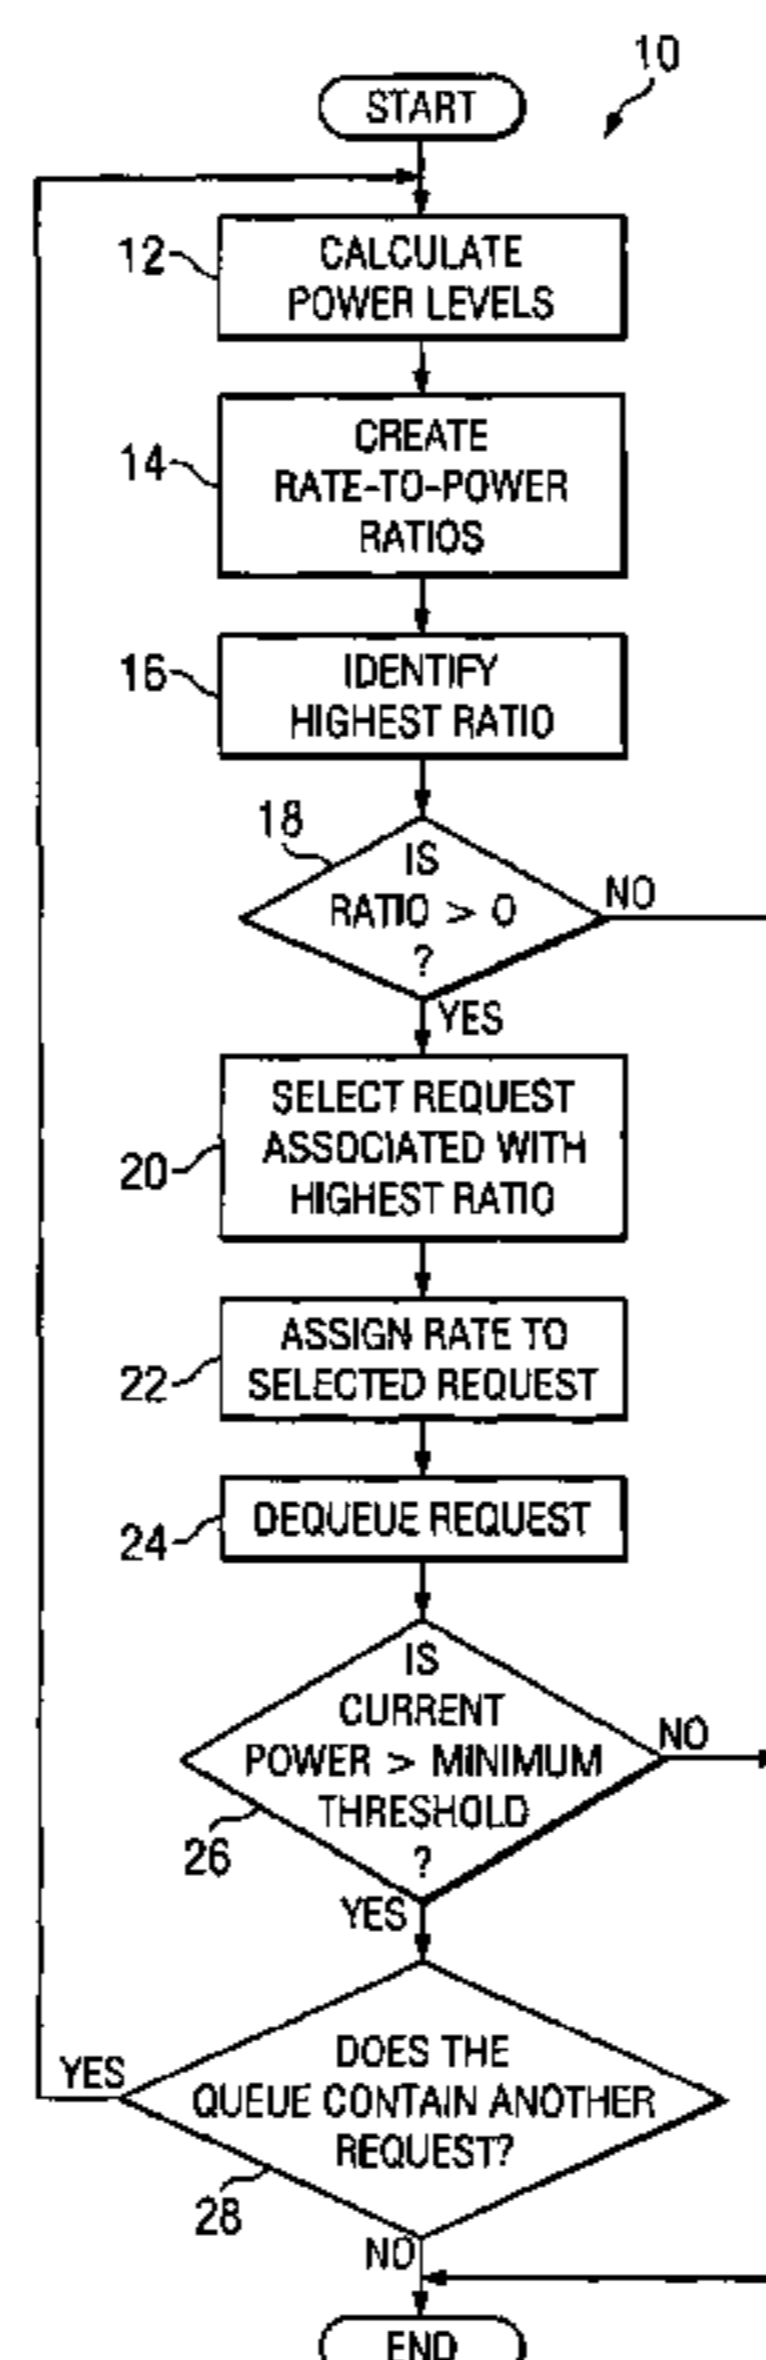 10
START
12
CALCULATE
POWER LEVELS
14
CREATE
RATE-TO-POWER
RATIOS
16
IDENTIFY
HIGHEST RATIO
18
IS
RATIO > 0
?
NO
YES
20
SELECT REQUEST
ASSOCIATED WITH
HIGHEST RATIO
22
ASSIGN RATE TO
SELECTED REQUEST
24
DEQUEUE REQUEST
IS
CURRENT
POWER > MINIMUM
THRESHOLD
?
NO
26
YES
DOES THE
QUEUE CONTAIN ANOTHER
REQUEST?
YES
28
NO
END